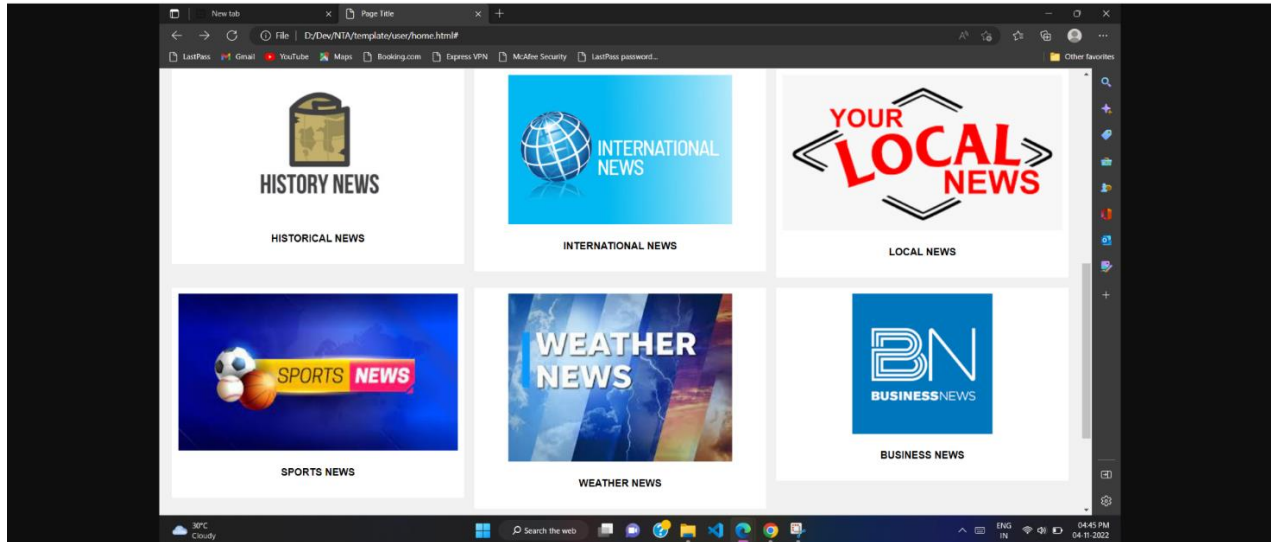 New tab
Page Title
File | D:/Dev/NTA/template/user/home.html#
LastPass Gmail YouTube Maps Booking.com Express VPN McAfee Security LastPass password... Other favorites
HISTORY NEWS
HISTORICAL NEWS
INTERNATIONAL
NEWS
INTERNATIONAL NEWS
YOUR
LOCAL
NEWS
LOCAL NEWS
SPORTS NEWS
SPORTS NEWS
WEATHER
NEWS
WEATHER NEWS
BN
BUSINESSNEWS
BUSINESS NEWS
30°C
Cloudy
Search the web
ENG
IN
04:45 PM
04-11-2022